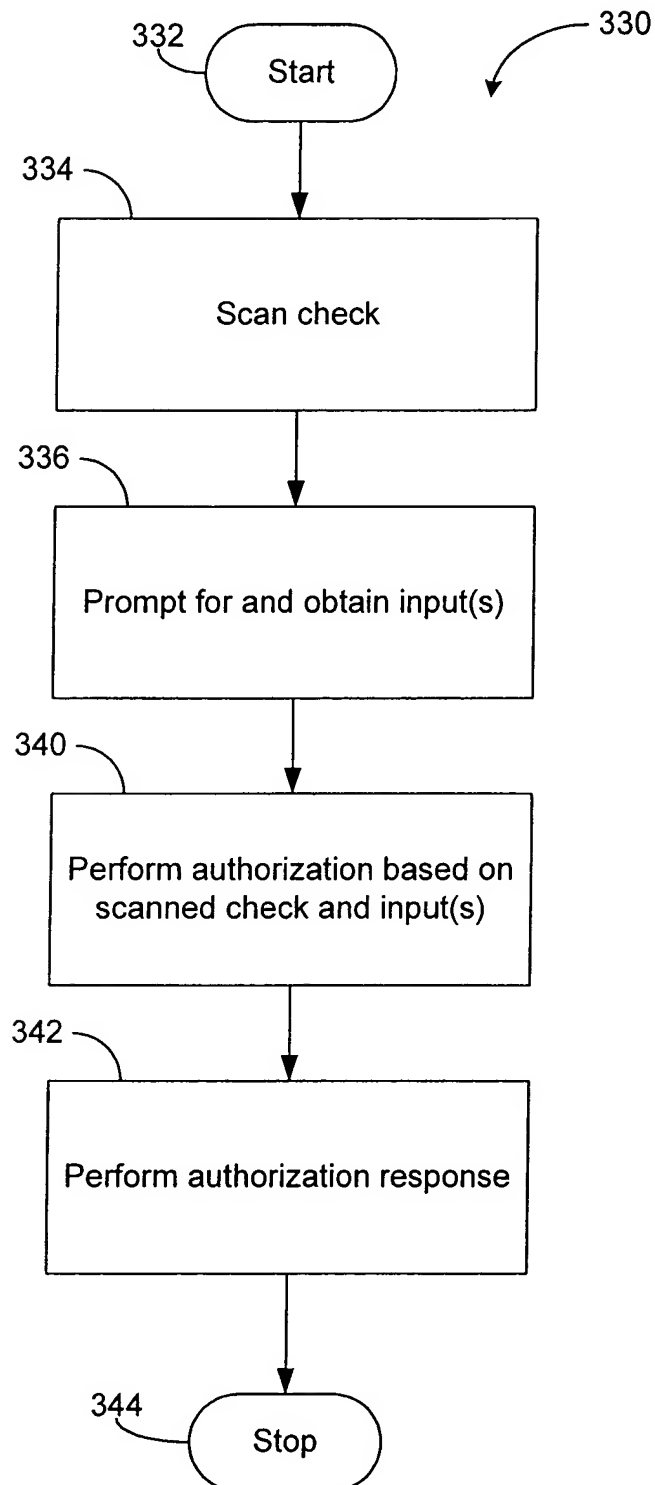 330
332
Start
334
Scan check
336
Prompt for and obtain input(s)
340
Perform authorization based on
scanned check and input(s)
342
Perform authorization response
344
Stop